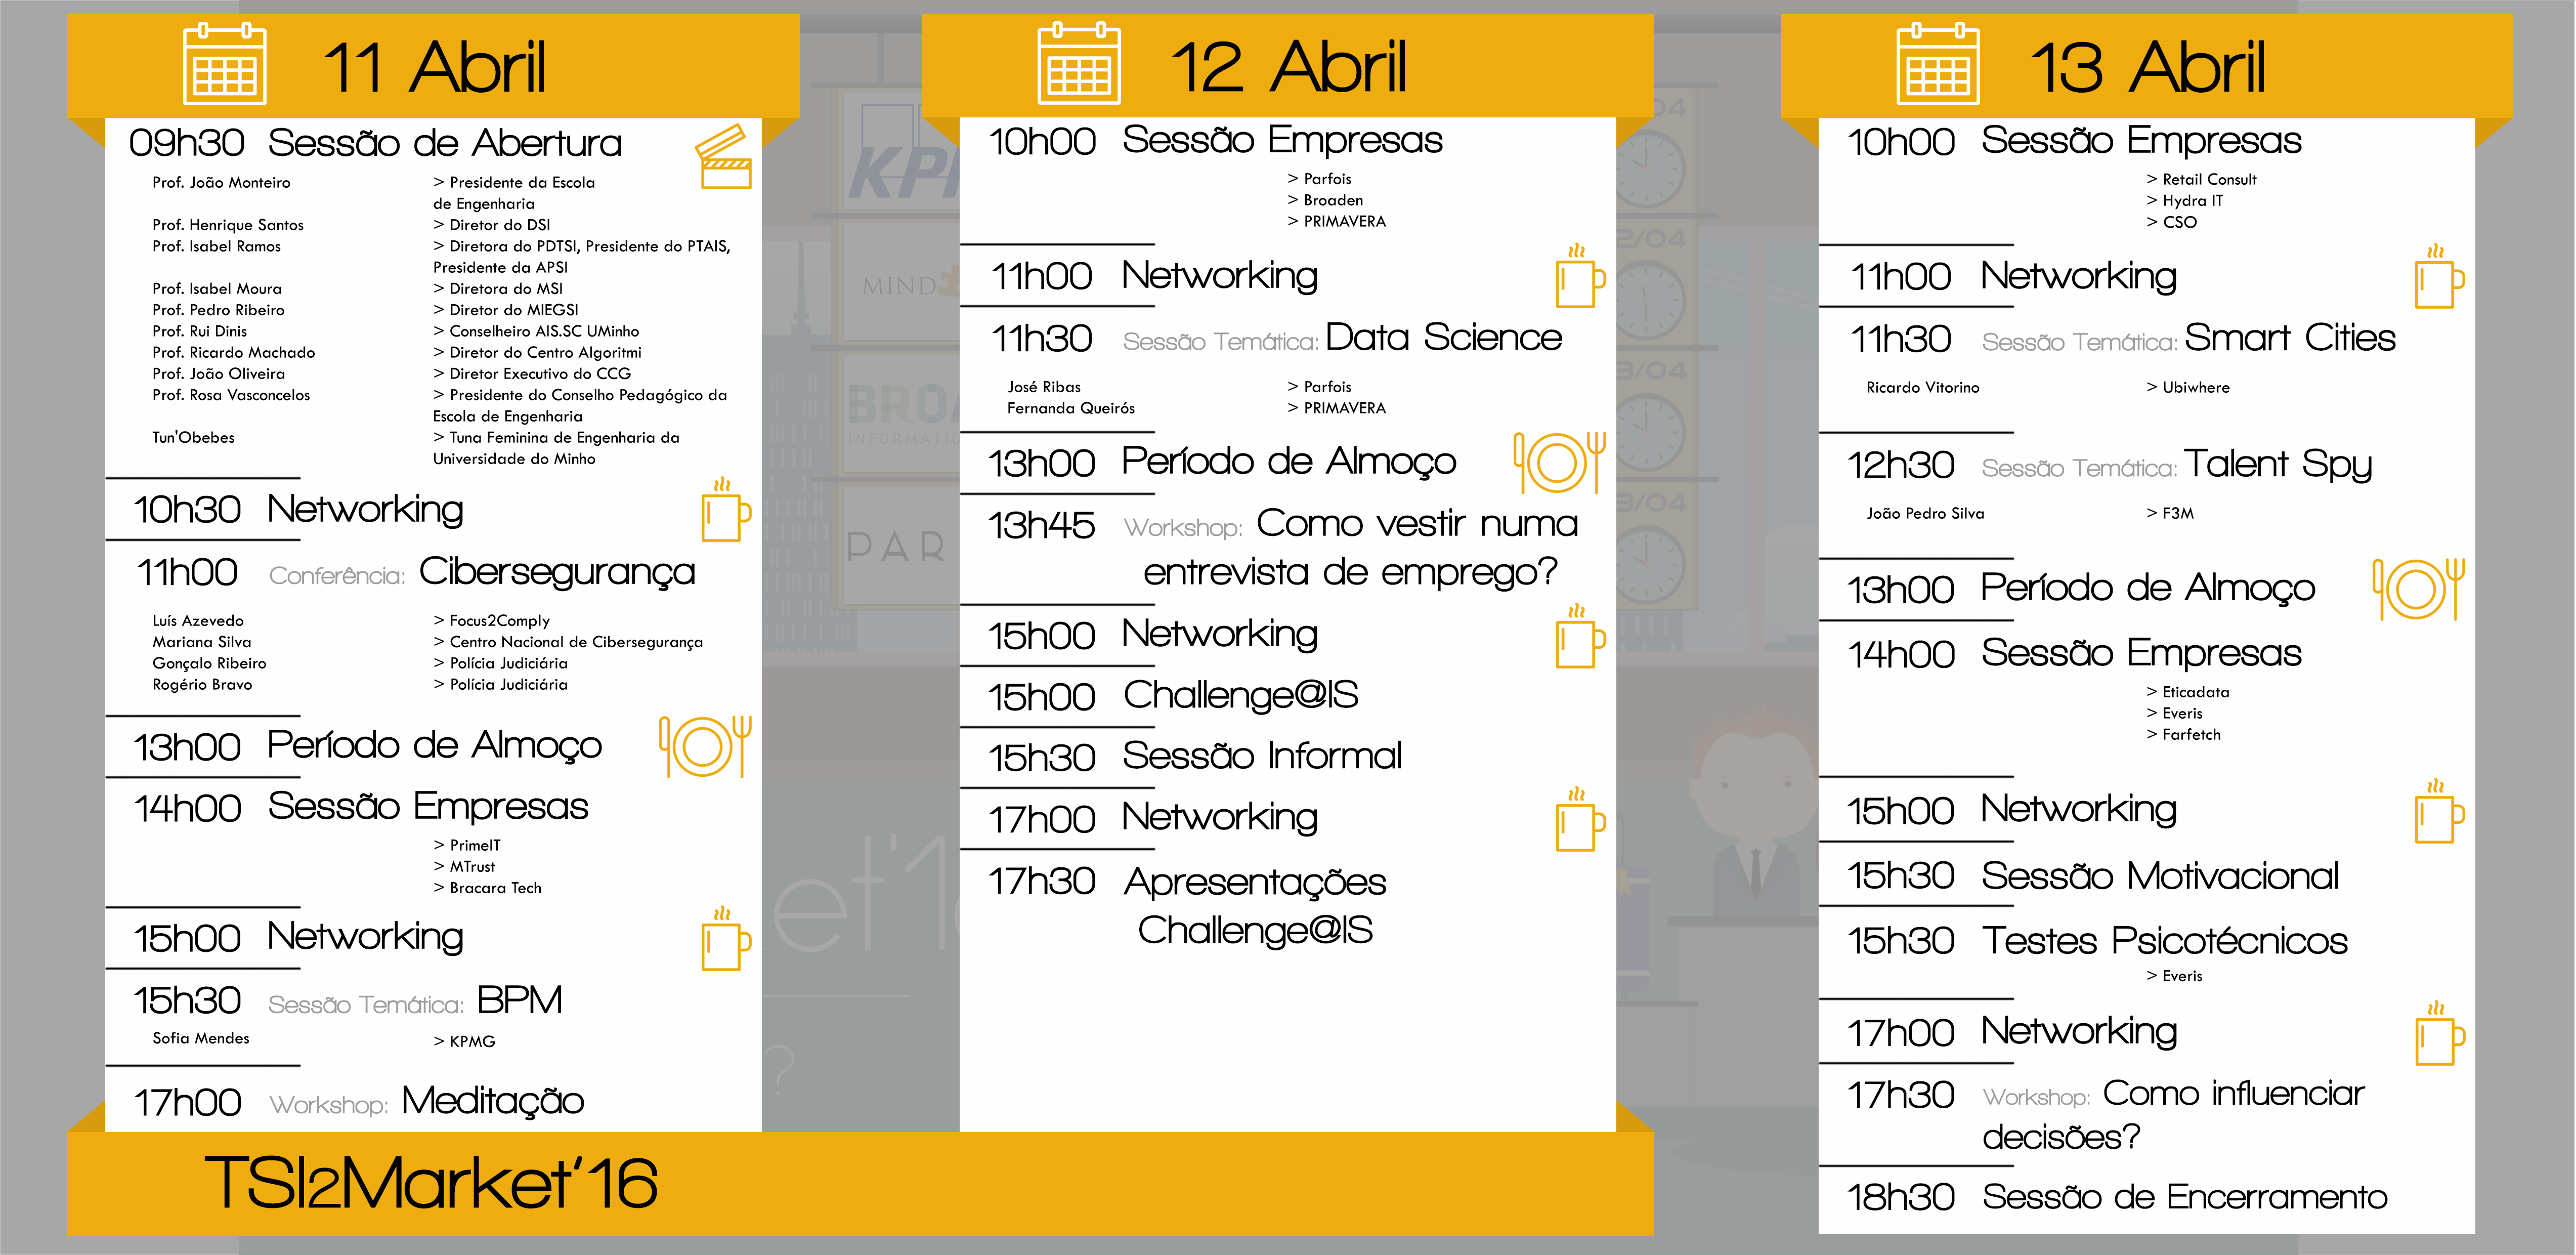 11 Abril
09h30 Sessão de Abertura
Prof. João Monteiro > Presidente da Escola
de Engenharia
Prof. Henrique Santos > Diretor do DSI
Prof. Isabel Ramos > Diretora do PDTSI, Presidente do PTAIS,
Presidente da APSI
Prof. Isabel Moura > Diretora do MSI
Prof. Pedro Ribeiro > Diretor do MIEGSI
Prof. Rui Dinis > Conselheiro AIS.SC UMinho
Prof. Ricardo Machado > Diretor do Centro Algoritmi
Prof. João Oliveira > Diretor Executivo do CCG
Prof. Rosa Vasconcelos > Presidente do Conselho Pedagógico da
Escola de Engenharia
Tun'Obebes > Tuna Feminina de Engenharia da
Universidade do Minho
10h30 Networking
11h00 Conferência: Cibersegurança
Luís Azevedo > Focus2Comply
Mariana Silva > Centro Nacional de Cibersegurança
Gonçalo Ribeiro > Polícia Judiciária
Rogério Bravo > Polícia Judiciária
13h00 Período de Almoço
14h00 Sessão Empresas
> PrimeIT
> MTrust
> Bracara Tech
15h00 Networking
15h30 Sessão Temática: BPM
Sofia Mendes > KPMG
17h00 Workshop: Meditação
TSI2Market'16
12 Abril
10h00 Sessão Empresas
> Parfois
> Broaden
> PRIMAVERA
11h00 Networking
11h30 Sessão Temática: Data Science
José Ribas > Parfois
Fernanda Queirós > PRIMAVERA
13h00 Período de Almoço
13h45 Workshop: Como vestir numa
entrevista de emprego?
15h00 Networking
15h00 Challenge@IS
15h30 Sessão Informal
17h00 Networking
17h30 Apresentações
Challenge@IS
13 Abril
10h00 Sessão Empresas
> Retail Consult
> Hydra IT
> CSO
11h00 Networking
11h30 Sessão Temática: Smart Cities
Ricardo Vitorino > Ubiwhere
12h30 Sessão Temática: Talent Spy
João Pedro Silva > F3M
13h00 Período de Almoço
14h00 Sessão Empresas
> Eticadata
> Everis
> Farfetch
15h00 Networking
15h30 Sessão Motivacional
15h30 Testes Psicotécnicos
> Everis
17h00 Networking
17h30 Workshop: Como influenciar
decisões?
18h30 Sessão de Encerramento
MIND